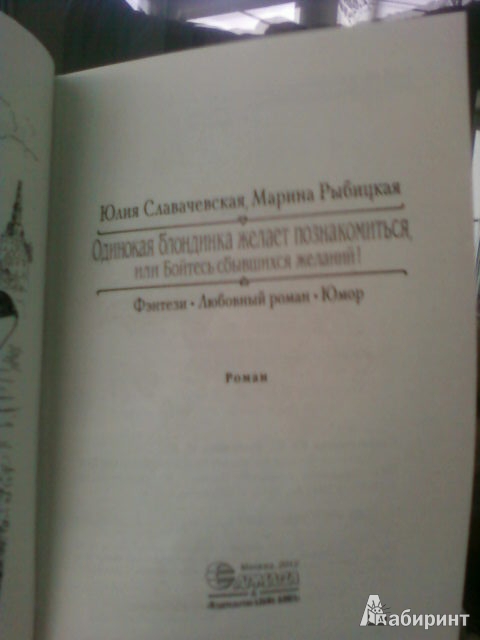 Юлия Славачевская, Марина Рыбицкая
Одинокая блондинка желает познакомиться,
или Бойтесь сбывшихся желаний!
Фэнтези • Любовный роман • Юмор
Роман
Москва, 2012
АРМАДА
Лабиринт